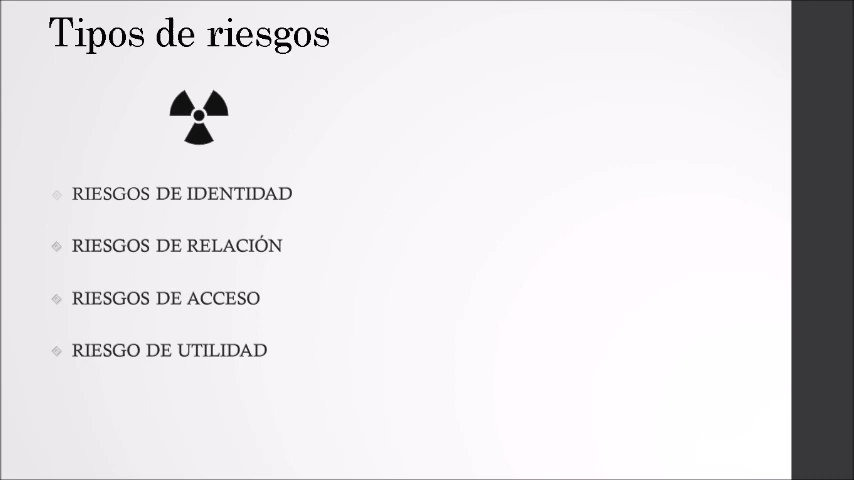 Tipos de riesgos
RIESGOS DE IDENTIDAD
RIESGOS DE RELACIÓN
RIESGOS DE ACCESO
RIESGO DE UTILIDAD